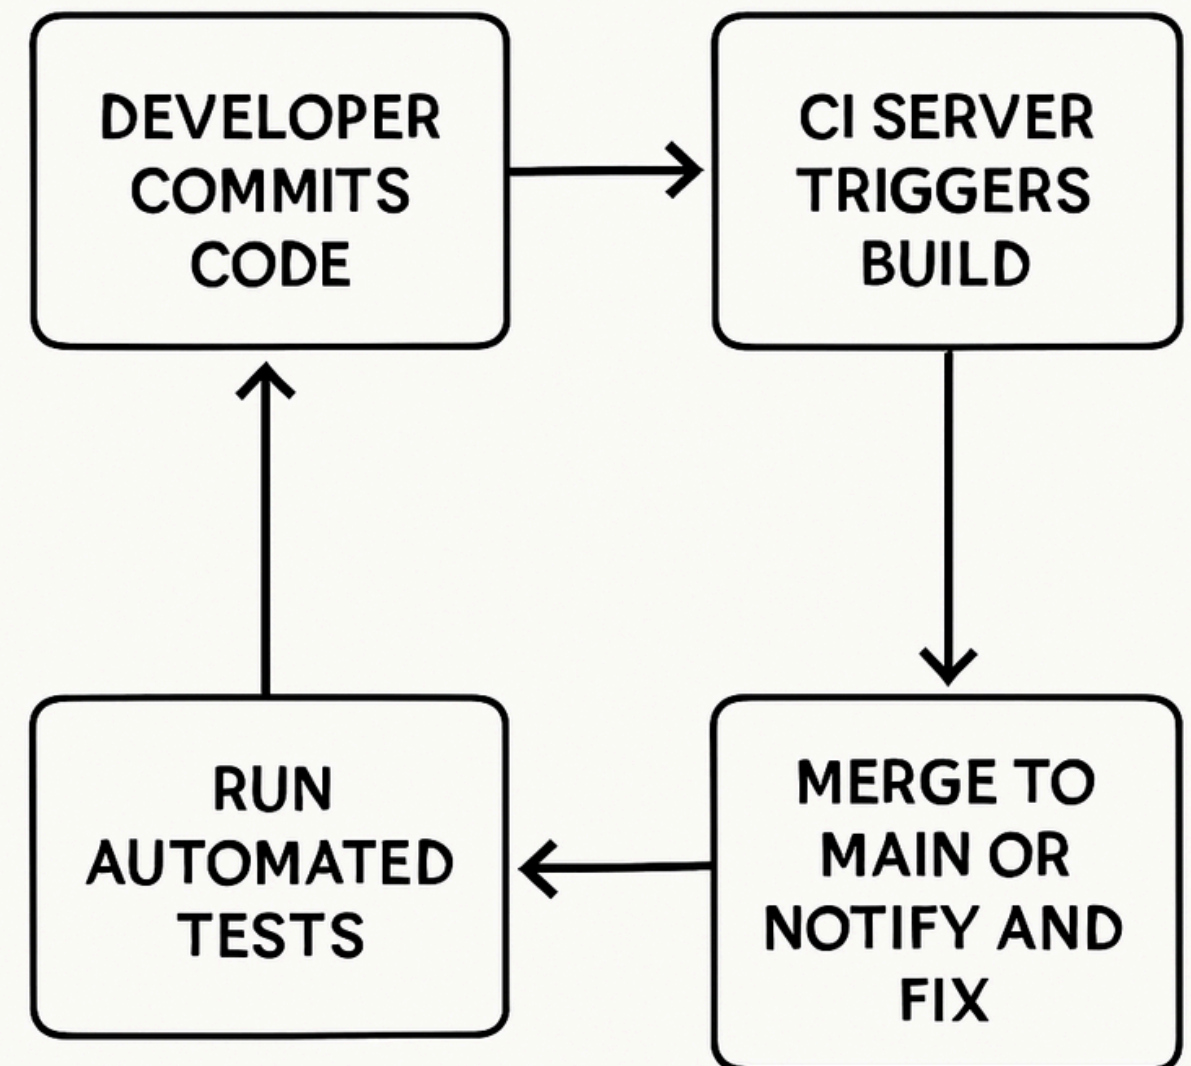 DEVELOPER
COMMITS
CODE
CI SERVER
TRIGGERS
BUILD
MERGE TO
MAIN OR
NOTIFY AND
FIX
RUN
AUTOMATED
TESTS